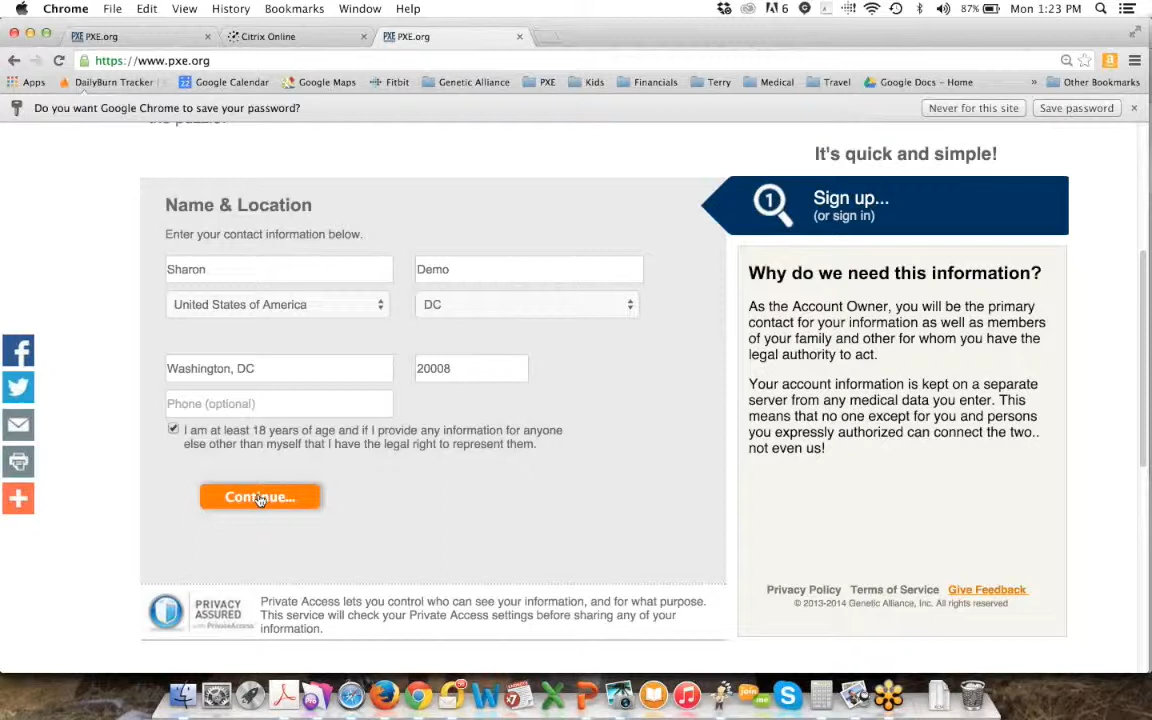 Chrome File Edit View History Bookmarks Window Help 6 87% Mon 1:23 PM
PXE PXE.org × Citrix Online × PXE PXE.org ×
https://www.pxe.org
Apps DailyBurn Tracker 22 Google Calendar Google Maps Fitbit Genetic Alliance PXE Kids Financials Terry Medical Travel Google Docs - Home » Other Bookmarks
Do you want Google Chrome to save your password? Never for this site Save password ×
It's quick and simple!
1 Sign up...
(or sign in)
Name & Location
Enter your contact information below.
Sharon Demo
United States of America DC
Washington, DC 20008
Phone (optional)
I am at least 18 years of age and if I provide any information for anyone
else other than myself that I have the legal right to represent them.
Continue...
Why do we need this information?
As the Account Owner, you will be the primary
contact for your information as well as members
of your family and other for whom you have the
legal authority to act.
Your account information is kept on a separate
server from any medical data you enter. This
means that no one except for you and persons
you expressly authorized can connect the two..
not even us!
Privacy Policy Terms of Service Give Feedback
© 2013-2014 Genetic Alliance, Inc. All rights reserved
PRIVACY
ASSURED
with PrivateAccess
Private Access lets you control who can see your information, and for what purpose.
This service will check your Private Access settings before sharing any of your
information.